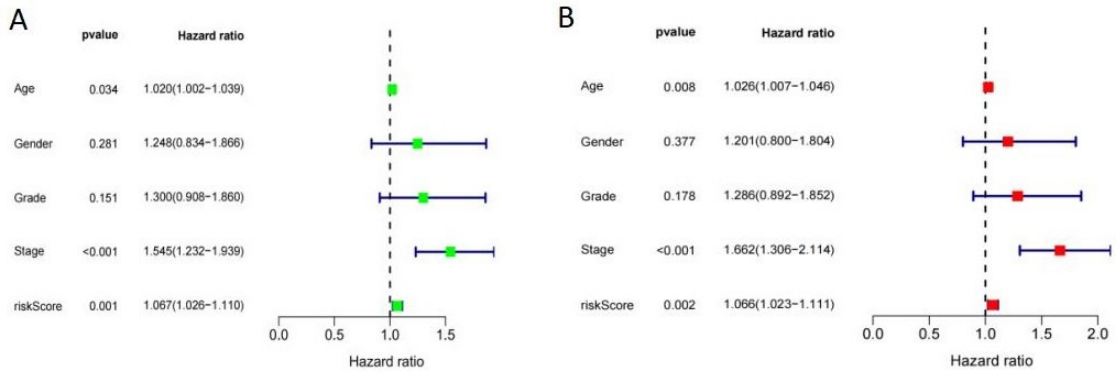 A
pvalue Hazard ratio
Age 0.034 1.020(1.002−1.039)
Gender 0.281 1.248(0.834−1.866)
Grade 0.151 1.300(0.908−1.860)
Stage <0.001 1.545(1.232−1.939)
riskScore 0.001 1.067(1.026−1.110)
0.0 0.5 1.0 1.5
Hazard ratio
B
pvalue Hazard ratio
Age 0.008 1.026(1.007−1.046)
Gender 0.377 1.201(0.800−1.804)
Grade 0.178 1.286(0.892−1.852)
Stage <0.001 1.662(1.306−2.114)
riskScore 0.002 1.066(1.023−1.111)
0.0 0.5 1.0 1.5 2.0
Hazard ratio